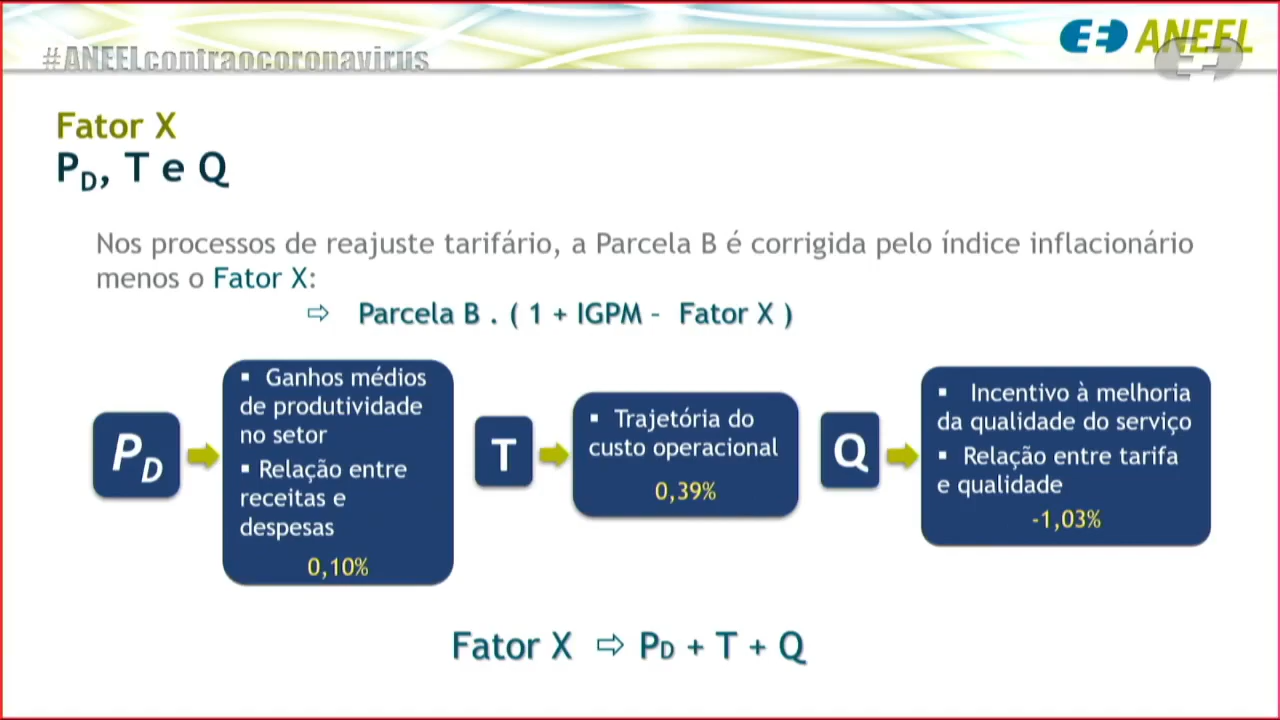 #ANEELcontraocoronavirus
ANEEL
Fator X
PD, T e Q
Nos processos de reajuste tarifário, a Parcela B é corrigida pelo índice inflacionário
menos o Fator X:
⇨ Parcela B . ( 1 + IGPM – Fator X )
PD
▪ Ganhos médios
de produtividade
no setor
▪ Relação entre
receitas e
despesas
0,10%
T
▪ Trajetória do
custo operacional
0,39%
Q
▪ Incentivo à melhoria
da qualidade do serviço
▪ Relação entre tarifa
e qualidade
-1,03%
Fator X ⇨ PD + T + Q